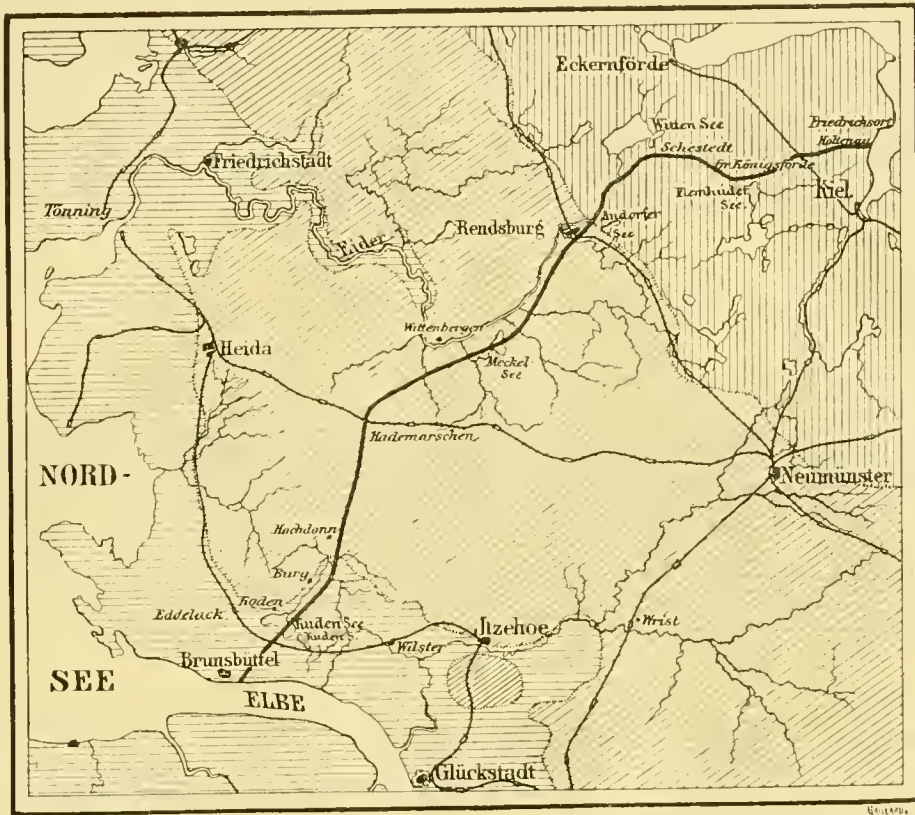 Eckernförde
Friedrichsort
Holtenau
Witten See
Schestedt
Gr. Königsförde
Friedrichstadt
Flemhuder
See
Kiel
Tönning
Rendsburg
Audorfer
See
Eider
Wittenbergen
Heida
Meckel
See
Hademarschen
NORD-
Neumünster
Hochdonn
Burg
Kuden See
Kuden S.
Eddelack
Wilster
Itzehoe
Wrist
Brunsbüttel
SEE
ELBE
Glückstadt